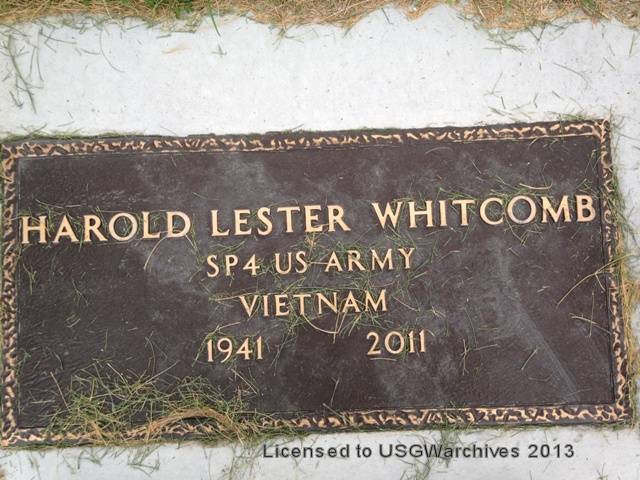 HAROLD LESTER WHITCOMB
SP4 US ARMY
VIETNAM
1941 2011
Licensed to USGWarchives 2013